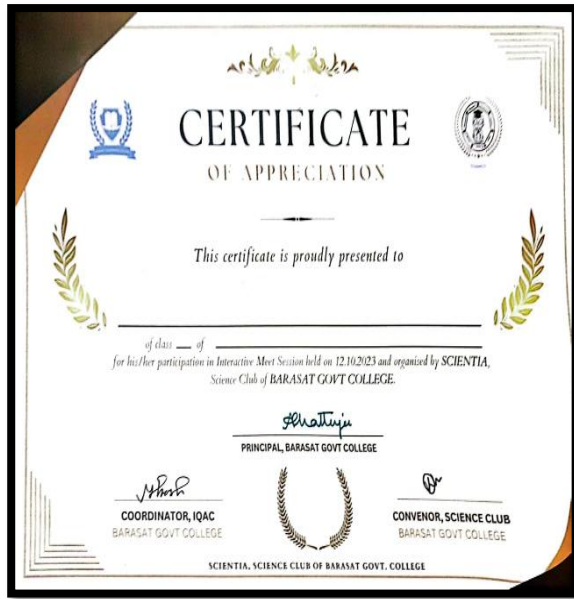 CERTIFICATE
OF APPRECIATION
This certificate is proudly presented to
of class ___ of
for his/her participation in Interactive Meet Session held on 12.10.2023 and organised by SCIENTIA,
Science Club of BARASAT GOVT COLLEGE.
PRINCIPAL, BARASAT GOVT COLLEGE
COORDINATOR, IQAC
BARASAT GOVT COLLEGE
CONVENOR, SCIENCE CLUB
BARASAT GOVT COLLEGE
SCIENTIA, SCIENCE CLUB OF BARASAT GOVT. COLLEGE